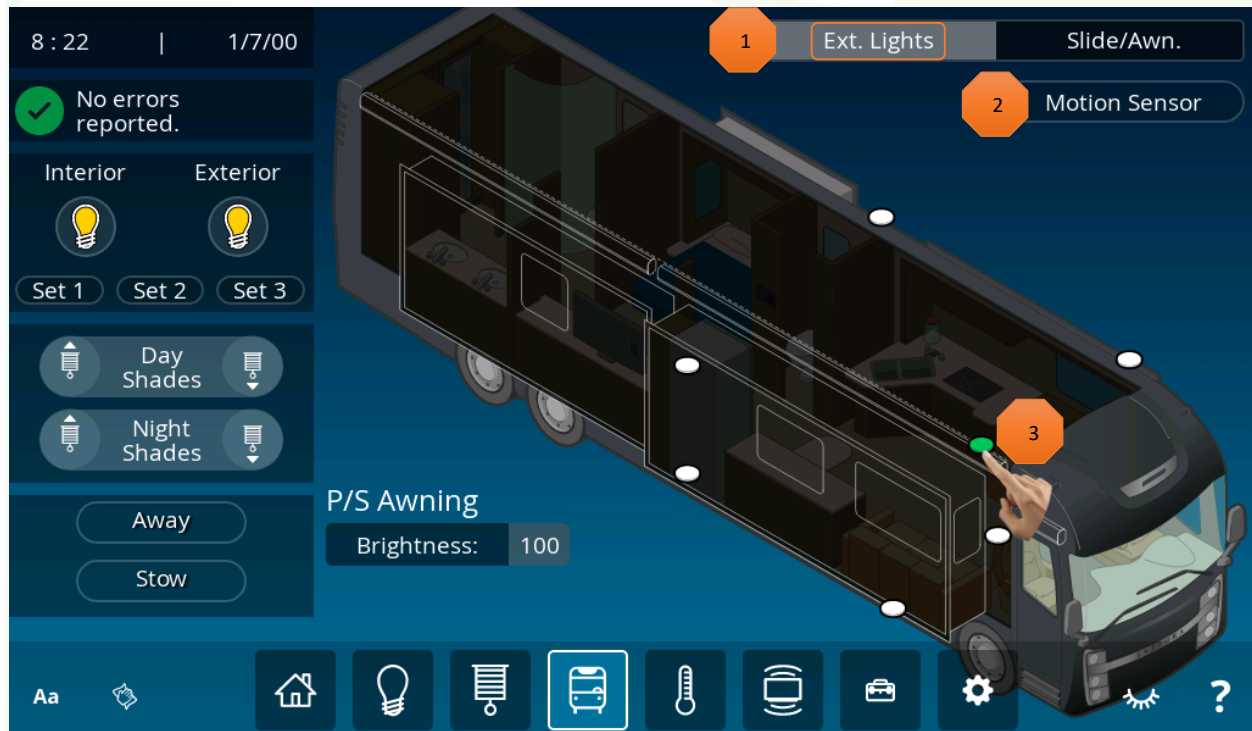 8 : 22 | 1/7/00
No errors
reported.
Interior Exterior
Set 1 Set 2 Set 3
Day
Shades
Night
Shades
Away
Stow
1 Ext. Lights Slide/Awn.
2 Motion Sensor
3
P/S Awning
Brightness: 100
ENTEGRA
Aa ?